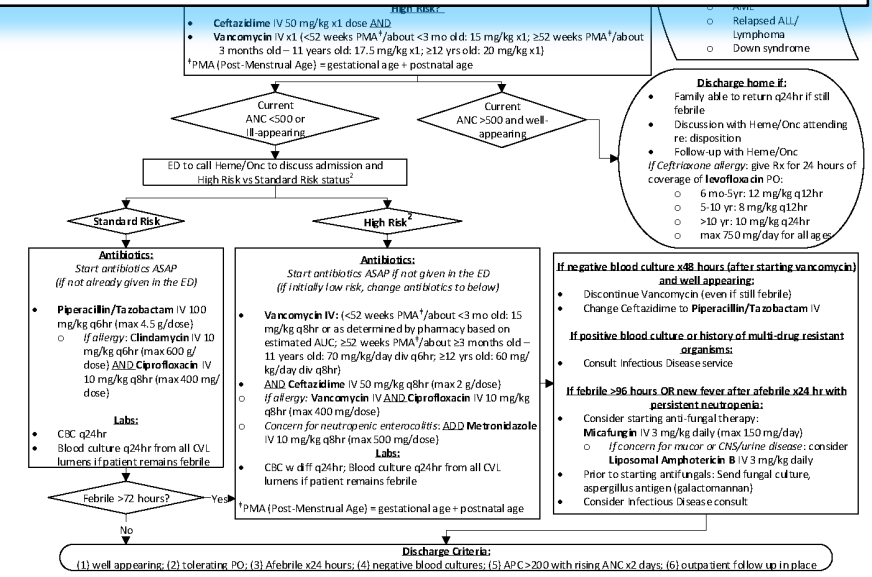 High Risk?
• Ceftazidime IV 50 mg/kg x1 dose AND
• Vancomycin IV x1 (<52 weeks PMA‡/about <3 mo old: 15 mg/kg x1; ≥52 weeks PMA‡/about
3 months old – 11 years old: 17.5 mg/kg x1; ≥12 yrs old: 20 mg/kg x1)
‡PMA (Post-Menstrual Age) = gestational age + postnatal age
o AML
o Relapsed ALL/
Lymphoma
o Down syndrome
Current
ANC <500 or
Ill-appearing
Current
ANC >500 and well-
appearing
Discharge home if:
• Family able to return q24hr if still
febrile
• Discussion with Heme/Onc attending
re: disposition
• Follow-up with Heme/Onc
If Ceftriaxone allergy: give Rx for 24 hours of
coverage of levofloxacin PO:
o 6 mo-5yr: 12 mg/kg q12hr
o 5-10 yr: 8 mg/kg q12hr
o >10 yr: 10 mg/kg q24hr
o max 750 mg/day for all ages
ED to call Heme/Onc to discuss admission and
High Risk vs Standard Risk status²
Standard Risk
High Risk²
Antibiotics:
Start antibiotics ASAP
(if not already given in the ED)
• Piperacillin/Tazobactam IV 100
mg/kg q6hr (max 4.5 g/dose)
o If allergy: Clindamycin IV 10
mg/kg q6hr (max 600 g/
dose) AND Ciprofloxacin IV
10 mg/kg q8hr (max 400 mg/
dose)
Labs:
• CBC q24hr
• Blood culture q24hr from all CVL
lumens if patient remains febrile
Antibiotics:
Start antibiotics ASAP if not given in the ED
(if initially low risk, change antibiotics to below)
• Vancomycin IV: (<52 weeks PMA‡/about <3 mo old: 15
mg/kg q8hr or as determined by pharmacy based on
estimated AUC; ≥52 weeks PMA‡/about ≥3 months old –
11 years old: 70 mg/kg/day div q6hr; ≥12 yrs old: 60 mg/
kg/day div q8hr)
• AND Ceftazidime IV 50 mg/kg q8hr (max 2 g/dose)
o If allergy: Vancomycin IV AND Ciprofloxacin IV 10 mg/kg
q8hr (max 400 mg/dose)
o Concern for neutropenic enterocolitis: ADD Metronidazole
IV 10 mg/kg q8hr (max 500 mg/dose)
Labs:
• CBC w diff q24hr; Blood culture q24hr from all CVL
lumens if patient remains febrile
‡PMA (Post-Menstrual Age) = gestational age + postnatal age
If negative blood culture x48 hours (after starting vancomycin)
and well appearing:
• Discontinue Vancomycin (even if still febrile)
• Change Ceftazidime to Piperacillin/Tazobactam IV
If positive blood culture or history of multi-drug resistant
organisms:
• Consult Infectious Disease service
If febrile >96 hours OR new fever after afebrile x24 hr with
persistent neutropenia:
• Consider starting anti-fungal therapy:
Micafungin IV 3 mg/kg daily (max 150 mg/day)
o If concern for mucor or CNS/urine disease: consider
Liposomal Amphotericin B IV 3 mg/kg daily
• Prior to starting antifungals: Send fungal culture,
aspergillus antigen (galactomannan)
• Consider Infectious Disease consult
Febrile >72 hours?
Yes
No
Discharge Criteria:
(1) well appearing; (2) tolerating PO; (3) Afebrile x24 hours; (4) negative blood cultures; (5) APC >200 with rising ANC x2 days; (6) outpatient follow up in place